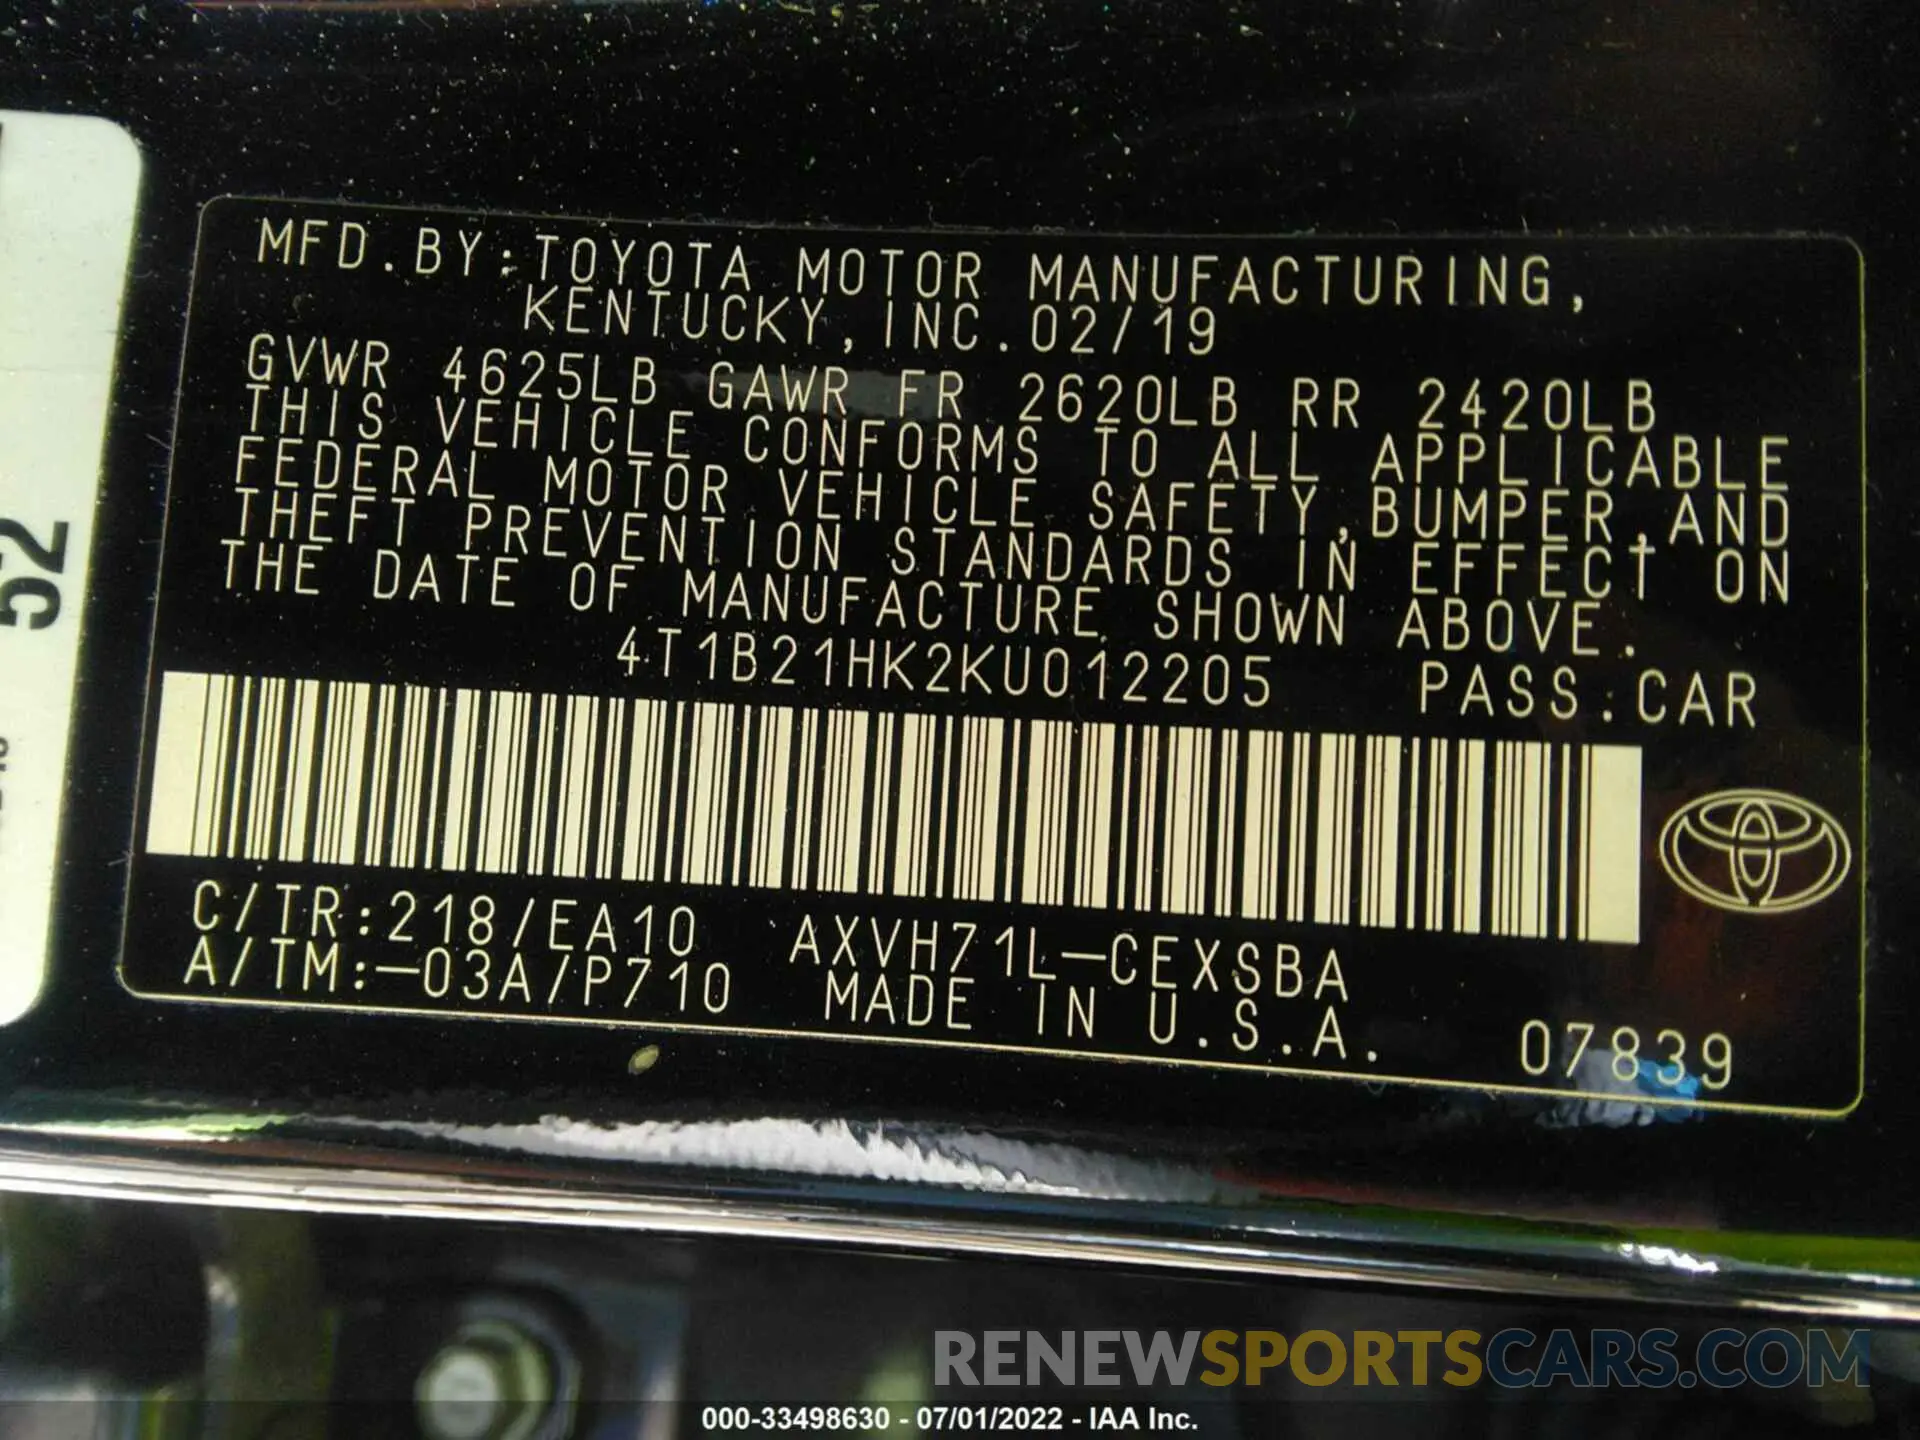 MFD.BY:TOYOTA MOTOR MANUFACTURING,
KENTUCKY, INC. 02/19
GVWR 4625LB GAWR FR 2620LB RR 2420LB
THIS VEHICLE CONFORMS TO ALL APPLICABLE
FEDERAL MOTOR VEHICLE SAFETY, BUMPER, AND
THEFT PREVENTION STANDARDS IN EFFECT ON
THE DATE OF MANUFACTURE SHOWN ABOVE.
4T1B21HK2KU012205 PASS.CAR
C/TR:218/EA10 AXVH71L-CEXSBA
A/TM:-03A/P710 MADE IN U.S.A. 07839
52
RENEWSPORTSCARS.COM
000-33498630 - 07/01/2022 - IAA Inc.